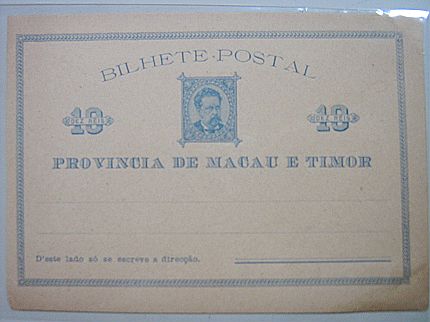 BILHETE-POSTAL
10 DEZ REIS
10 DEZ REIS
PROVINCIA DE MACAU E TIMOR
D'este lado só se escreve a direcção.